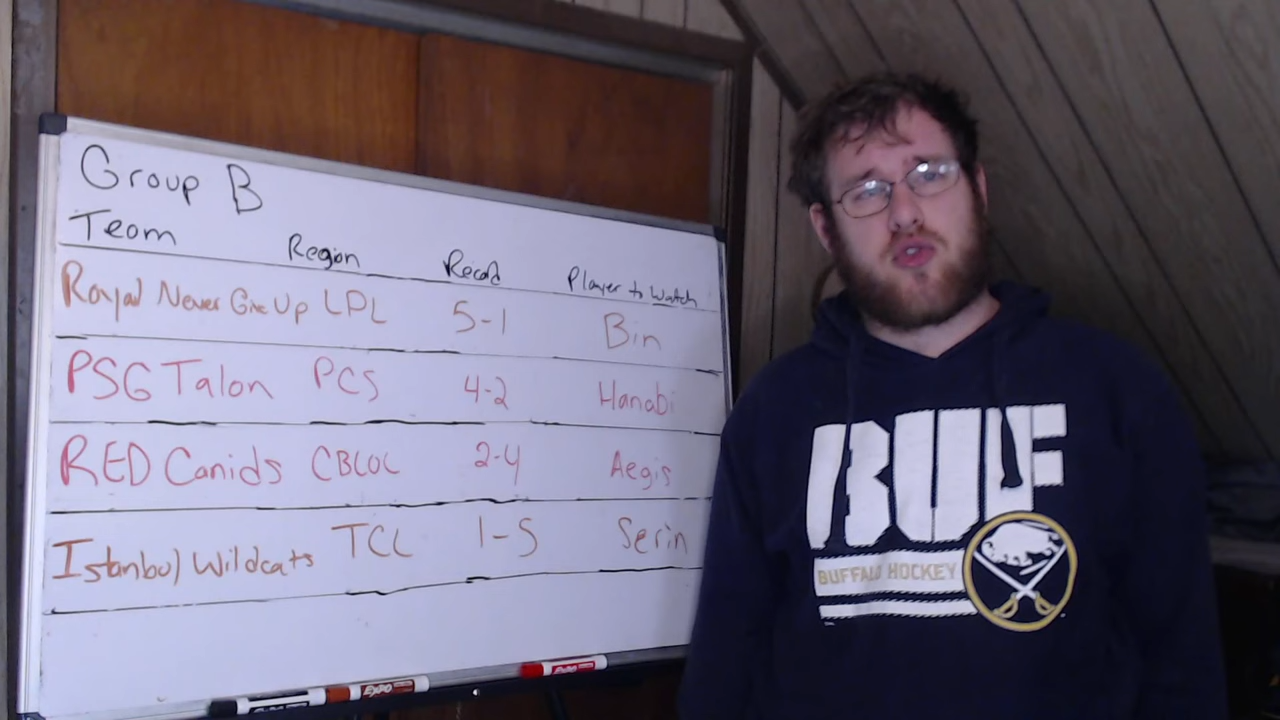 Group B
Team Region Record Player to Watch
Royal Never Give Up LPL 5-1 Bin
PSG Talon PCS 4-2 Hanabi
RED Canids CBLOL 2-4 Aegis
Istanbul Wildcats TCL 1-5 Serin
BUF
BUFFALO HOCKEY
EXPO
EXPO